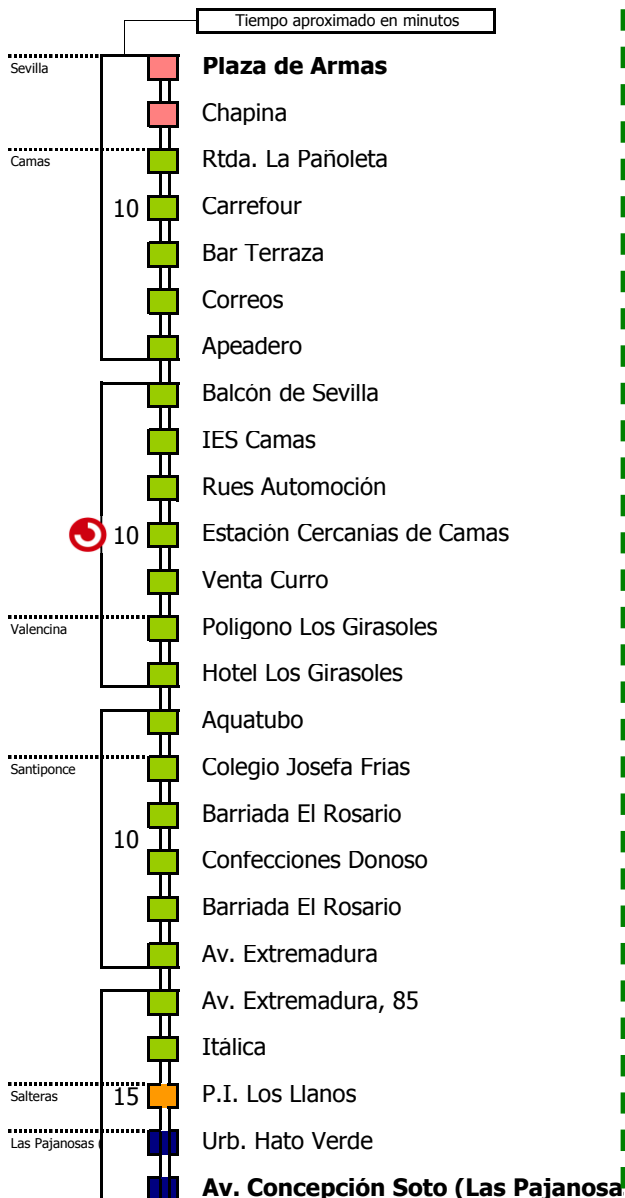 Tiempo aproximado en minutos
Sevilla
Plaza de Armas
Chapina
Camas
Rtda. La Pañoleta
10
Carrefour
Bar Terraza
Correos
Apeadero
Balcón de Sevilla
IES Camas
Rues Automoción
10
Estación Cercanías de Camas
Venta Curro
Valencina
Polígono Los Girasoles
Hotel Los Girasoles
Aquatubo
Santiponce
Colegio Josefa Frías
Barriada El Rosario
10
Confecciones Donoso
Barriada El Rosario
Av. Extremadura
Av. Extremadura, 85
Itálica
Salteras
15
P.I. Los Llanos
Las Pajanosas (
Urb. Hato Verde
Av. Concepción Soto (Las Pajanosa